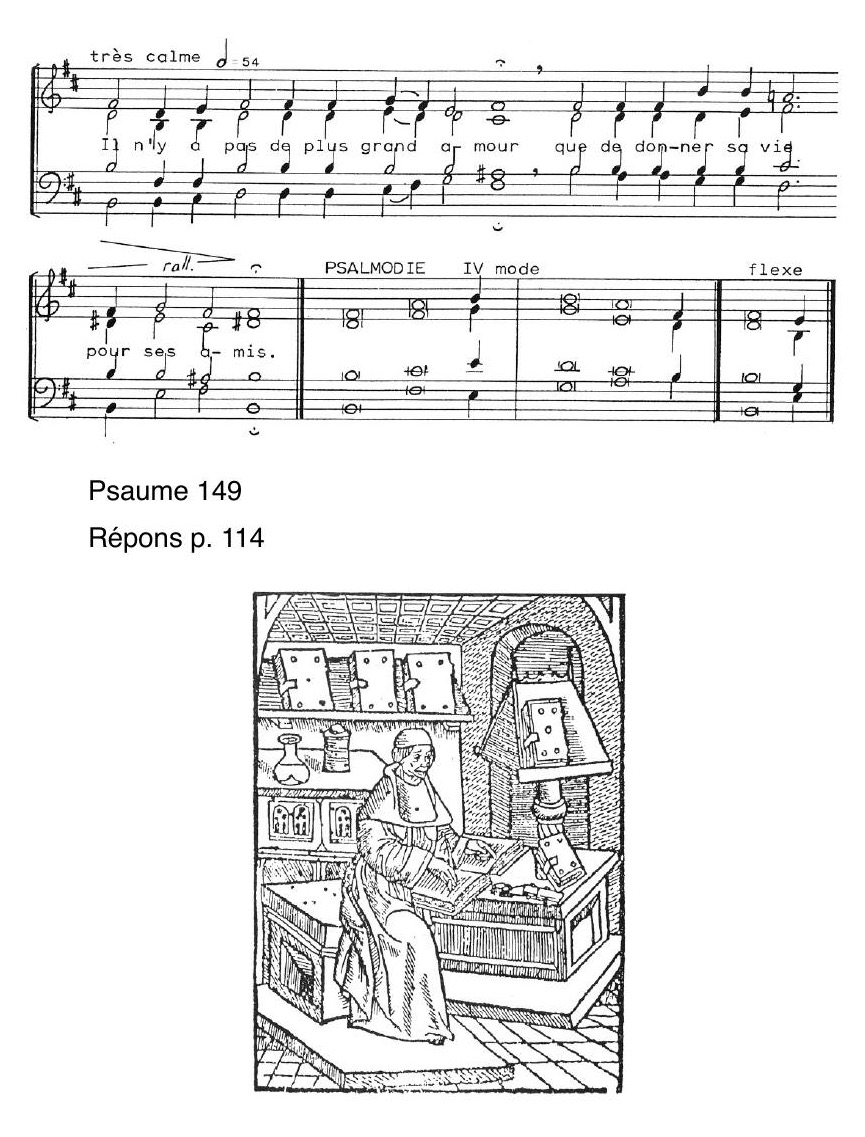 très calme 𝅗𝅥 = 54
Il n'y a pas de plus grand a- mour que de don-ner sa vie
rall.
PSALMODIE IV mode flexe
pour ses a- mis.
Psaume 149
Répons p. 114